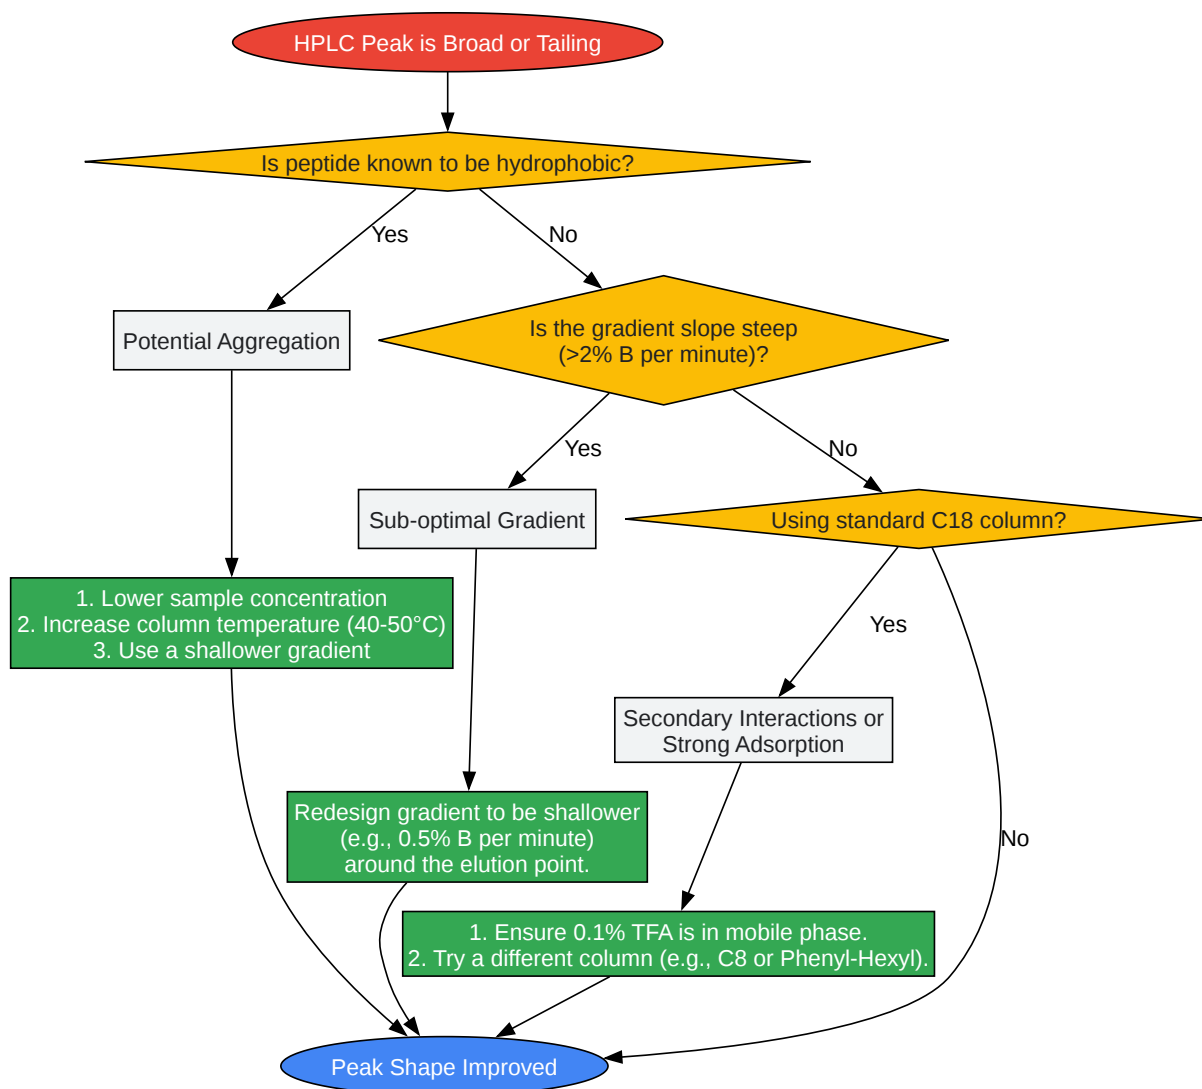 HPLC Peak is Broad or Tailing
Is peptide known to be hydrophobic?
Yes
No
Potential Aggregation
Is the gradient slope steep
(>2% B per minute)?
Yes
No
Sub-optimal Gradient
Using standard C18 column?
1. Lower sample concentration
2. Increase column temperature (40-50°C)
3. Use a shallower gradient
Yes
No
Secondary Interactions or
Strong Adsorption
Redesign gradient to be shallower
(e.g., 0.5% B per minute)
around the elution point.
1. Ensure 0.1% TFA is in mobile phase.
2. Try a different column (e.g., C8 or Phenyl-Hexyl).
Peak Shape Improved